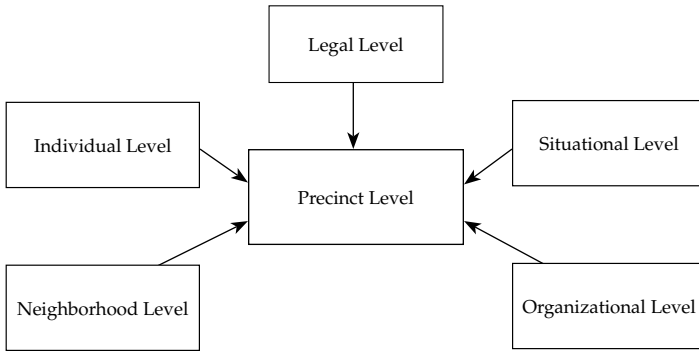 Legal Level
Individual Level
Situational Level
Precinct Level
Neighborhood Level
Organizational Level